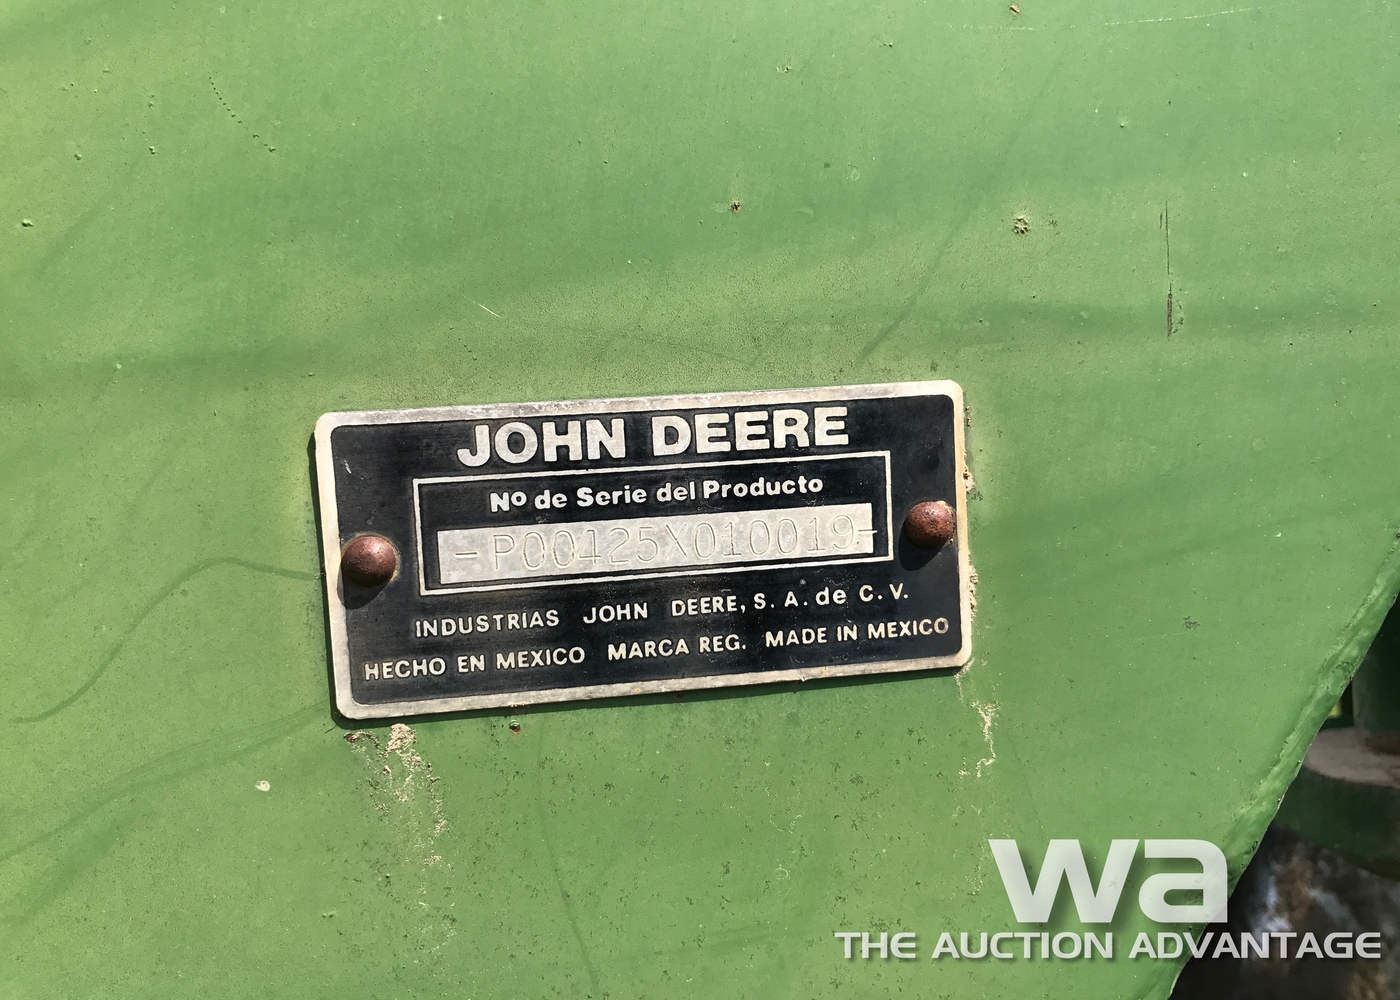 JOHN DEERE
Nº de Serie del Producto
-P00425X010019-
INDUSTRIAS JOHN DEERE, S. A. de C. V.
HECHO EN MEXICO MARCA REG. MADE IN MEXICO
wa
THE AUCTION ADVANTAGE